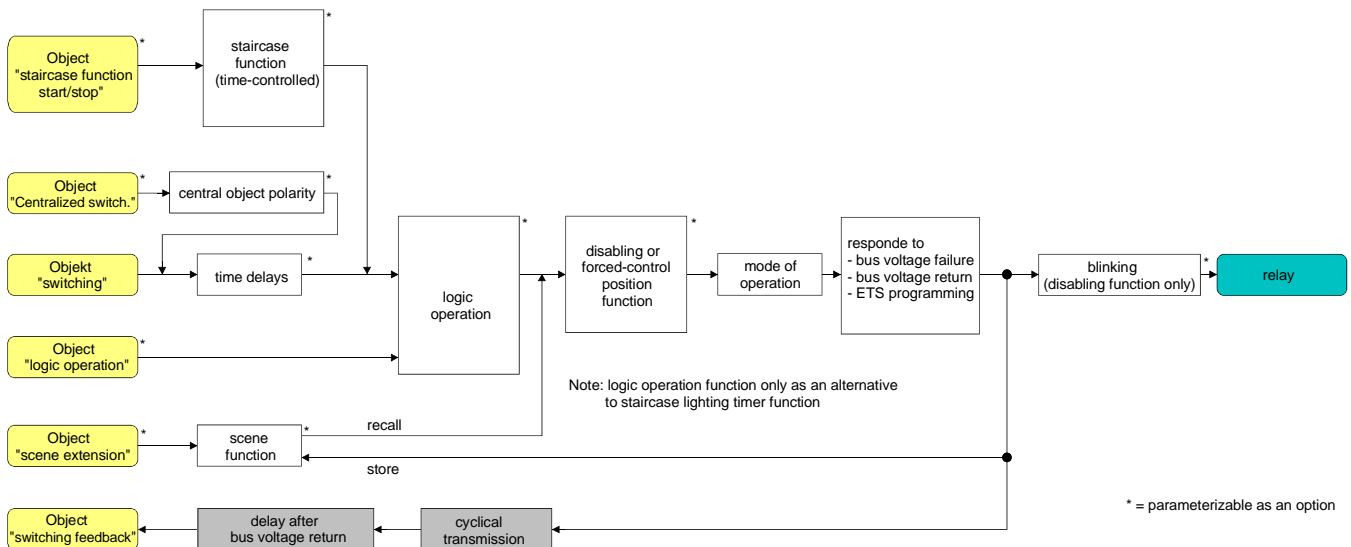 *
*
Object
"staircase function
start/stop"
staircase
function
(time-controlled)
*
*
Object
"Centralized switch."
central object polarity
*
*
*
Objekt
"switching"
time delays
*
logic
operation
disabling or
forced-control
position
function
mode of
operation
responde to
- bus voltage failure
- bus voltage return
- ETS programming
blinking
(disabling function only)
*
relay
*
Object
"logic operation"
Note: logic operation function only as an alternative
to staircase lighting timer function
*
Object
"scene extension"
*
scene
function
recall
store
Object
"switching feedback"
delay after
bus voltage return
cyclical
transmission
* = parameterizable as an option